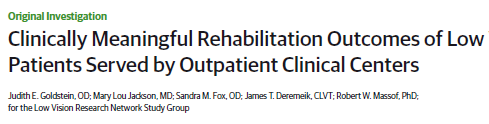 Original Investigation
Clinically Meaningful Rehabilitation Outcomes of Low
Patients Served by Outpatient Clinical Centers
Judith E. Goldstein, OD; Mary Lou Jackson, MD; Sandra M. Fox, OD; James T. Deremeik, CLVT; Robert W. Massof, PhD;
for the Low Vision Research Network Study Group